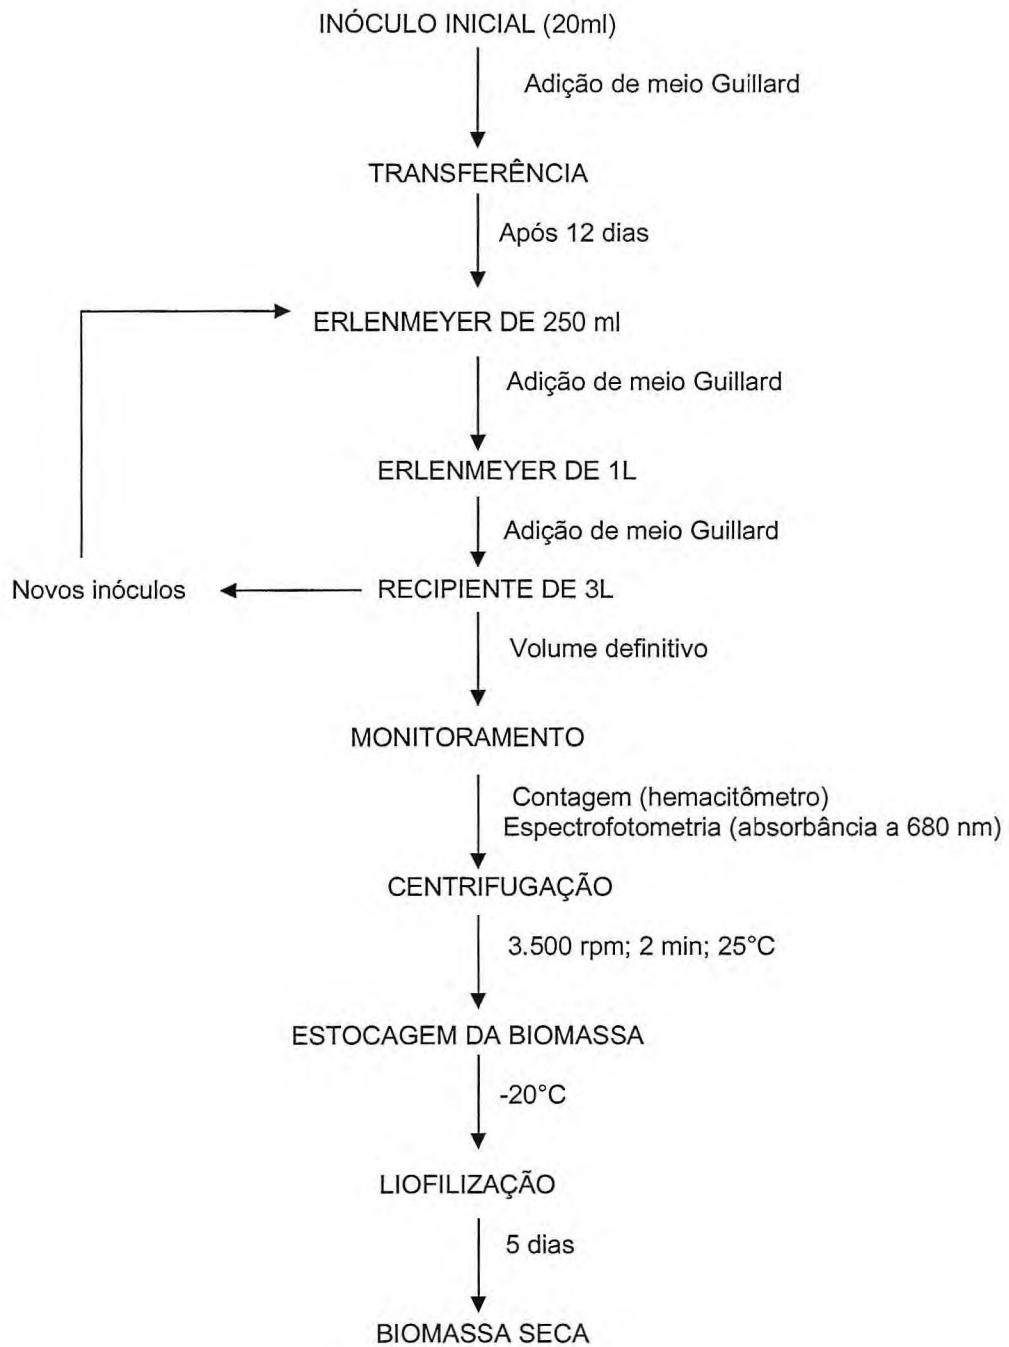 INÓCULO INICIAL (20ml)
Adição de meio Guillard
TRANSFERÊNCIA
Após 12 dias
ERLENMEYER DE 250 ml
Adição de meio Guillard
ERLENMEYER DE 1L
Adição de meio Guillard
Novos inóculos
RECIPIENTE DE 3L
Volume definitivo
MONITORAMENTO
Contagem (hemacitômetro)
Espectrofotometria (absorbância a 680 nm)
CENTRIFUGAÇÃO
3.500 rpm; 2 min; 25°C
ESTOCAGEM DA BIOMASSA
-20°C
LIOFILIZAÇÃO
5 dias
BIOMASSA SECA